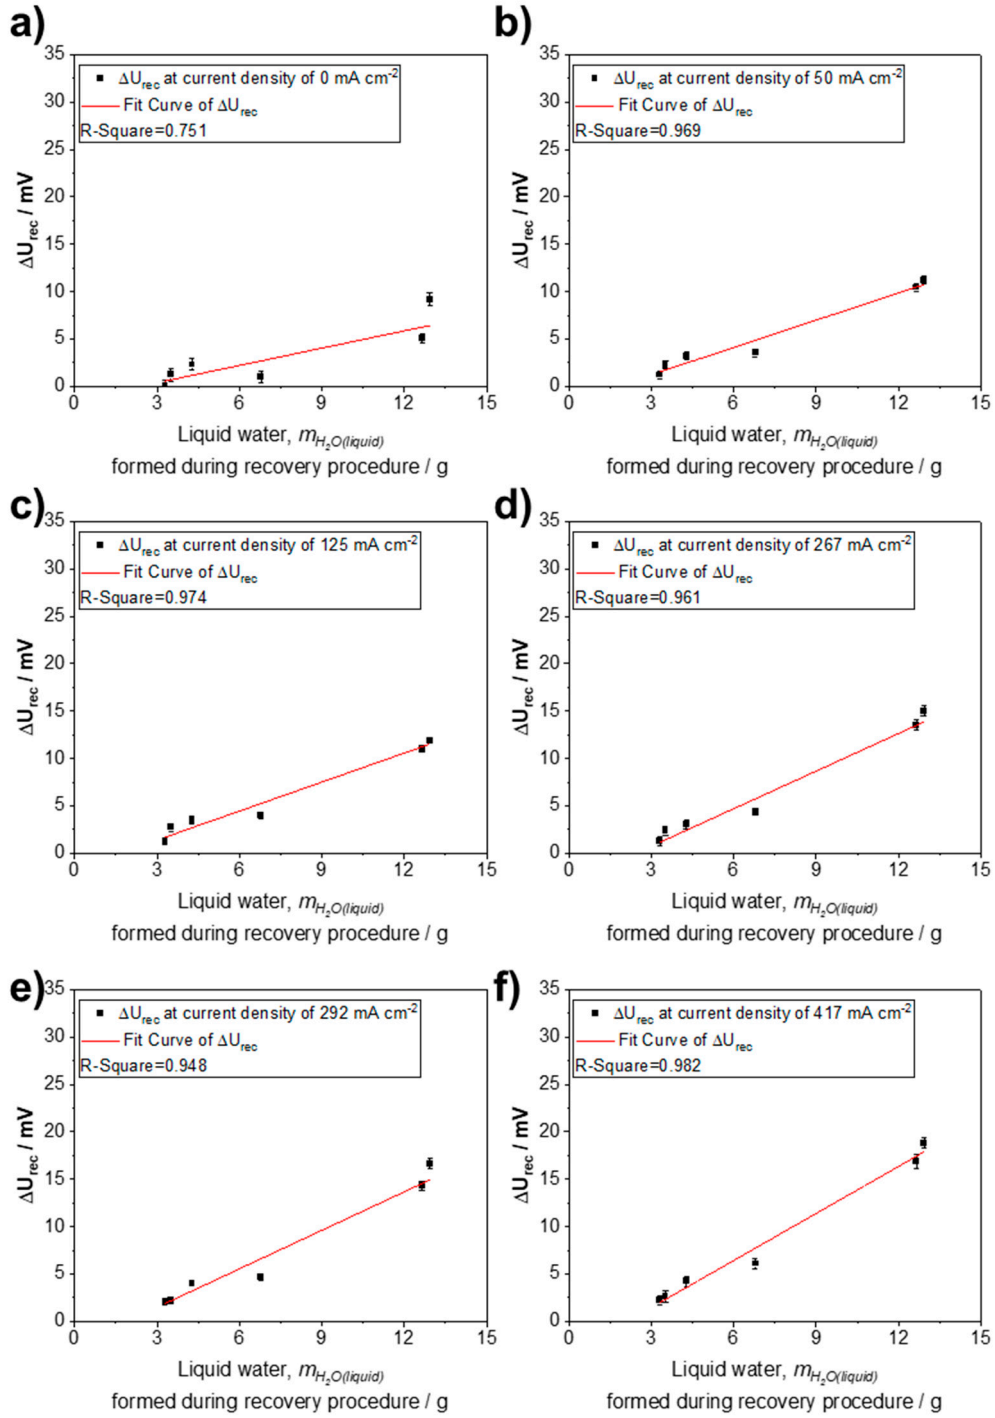 a)
35
30
25
20
15
10
5
0
ΔUrec / mV
ΔUrec at current density of 0 mA cm-2
Fit Curve of ΔUrec
R-Square=0.751
0 3 6 9 12 15
Liquid water, mH2O(liquid)
formed during recovery procedure / g
b)
35
30
25
20
15
10
5
0
ΔUrec / mV
ΔUrec at current density of 50 mA cm-2
Fit Curve of ΔUrec
R-Square=0.969
0 3 6 9 12 15
Liquid water, mH2O(liquid)
formed during recovery procedure / g
c)
35
30
25
20
15
10
5
0
ΔUrec / mV
ΔUrec at current density of 125 mA cm-2
Fit Curve of ΔUrec
R-Square=0.974
0 3 6 9 12 15
Liquid water, mH2O(liquid)
formed during recovery procedure / g
d)
35
30
25
20
15
10
5
0
ΔUrec / mV
ΔUrec at current density of 267 mA cm-2
Fit Curve of ΔUrec
R-Square=0.961
0 3 6 9 12 15
Liquid water, mH2O(liquid)
formed during recovery procedure / g
e)
35
30
25
20
15
10
5
0
ΔUrec / mV
ΔUrec at current density of 292 mA cm-2
Fit Curve of ΔUrec
R-Square=0.948
0 3 6 9 12 15
Liquid water, mH2O(liquid)
formed during recovery procedure / g
f)
35
30
25
20
15
10
5
0
ΔUrec / mV
ΔUrec at current density of 417 mA cm-2
Fit Curve of ΔUrec
R-Square=0.982
0 3 6 9 12 15
Liquid water, mH2O(liquid)
formed during recovery procedure / g